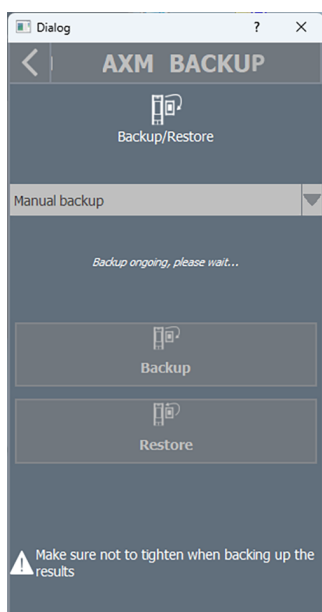 Dialog
?
AXM BACKUP
Backup/Restore
Manual backup
Backup ongoing, please wait...
Backup
Restore
Make sure not to tighten when backing up the
results